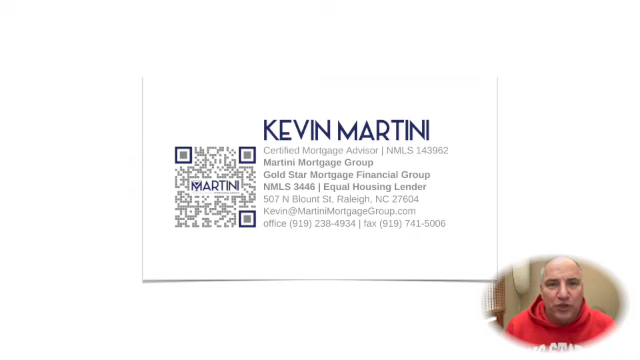 KEVIN MARTINI
Certified Mortgage Advisor | NMLS 143962
Martini Mortgage Group
Gold Star Mortgage Financial Group
NMLS 3446 | Equal Housing Lender
507 N Blount St, Raleigh, NC 27604
Kevin@MartiniMortgageGroup.com
office (919) 238-4934 | fax (919) 741-5006
MARTINI